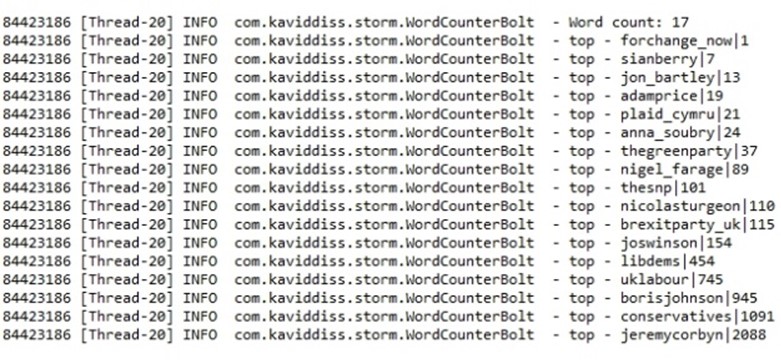 84423186 [Thread-20] INFO  com.kaviddiss.storm.WordCounterBolt  - Word count: 17
84423186 [Thread-20] INFO  com.kaviddiss.storm.WordCounterBolt  - top - forchange_now|1
84423186 [Thread-20] INFO  com.kaviddiss.storm.WordCounterBolt  - top - sianberry|7
84423186 [Thread-20] INFO  com.kaviddiss.storm.WordCounterBolt  - top - jon_bartley|13
84423186 [Thread-20] INFO  com.kaviddiss.storm.WordCounterBolt  - top - adamprice|19
84423186 [Thread-20] INFO  com.kaviddiss.storm.WordCounterBolt  - top - plaid_cymru|21
84423186 [Thread-20] INFO  com.kaviddiss.storm.WordCounterBolt  - top - anna_soubry|24
84423186 [Thread-20] INFO  com.kaviddiss.storm.WordCounterBolt  - top - thegreenparty|37
84423186 [Thread-20] INFO  com.kaviddiss.storm.WordCounterBolt  - top - nigel_farage|89
84423186 [Thread-20] INFO  com.kaviddiss.storm.WordCounterBolt  - top - thesnp|101
84423186 [Thread-20] INFO  com.kaviddiss.storm.WordCounterBolt  - top - nicolasturgeon|110
84423186 [Thread-20] INFO  com.kaviddiss.storm.WordCounterBolt  - top - brexitparty_uk|115
84423186 [Thread-20] INFO  com.kaviddiss.storm.WordCounterBolt  - top - joswinson|154
84423186 [Thread-20] INFO  com.kaviddiss.storm.WordCounterBolt  - top - libdems|454
84423186 [Thread-20] INFO  com.kaviddiss.storm.WordCounterBolt  - top - uklabour|745
84423186 [Thread-20] INFO  com.kaviddiss.storm.WordCounterBolt  - top - borisjohnson|945
84423186 [Thread-20] INFO  com.kaviddiss.storm.WordCounterBolt  - top - conservatives|1091
84423186 [Thread-20] INFO  com.kaviddiss.storm.WordCounterBolt  - top - jeremycorbyn|2088